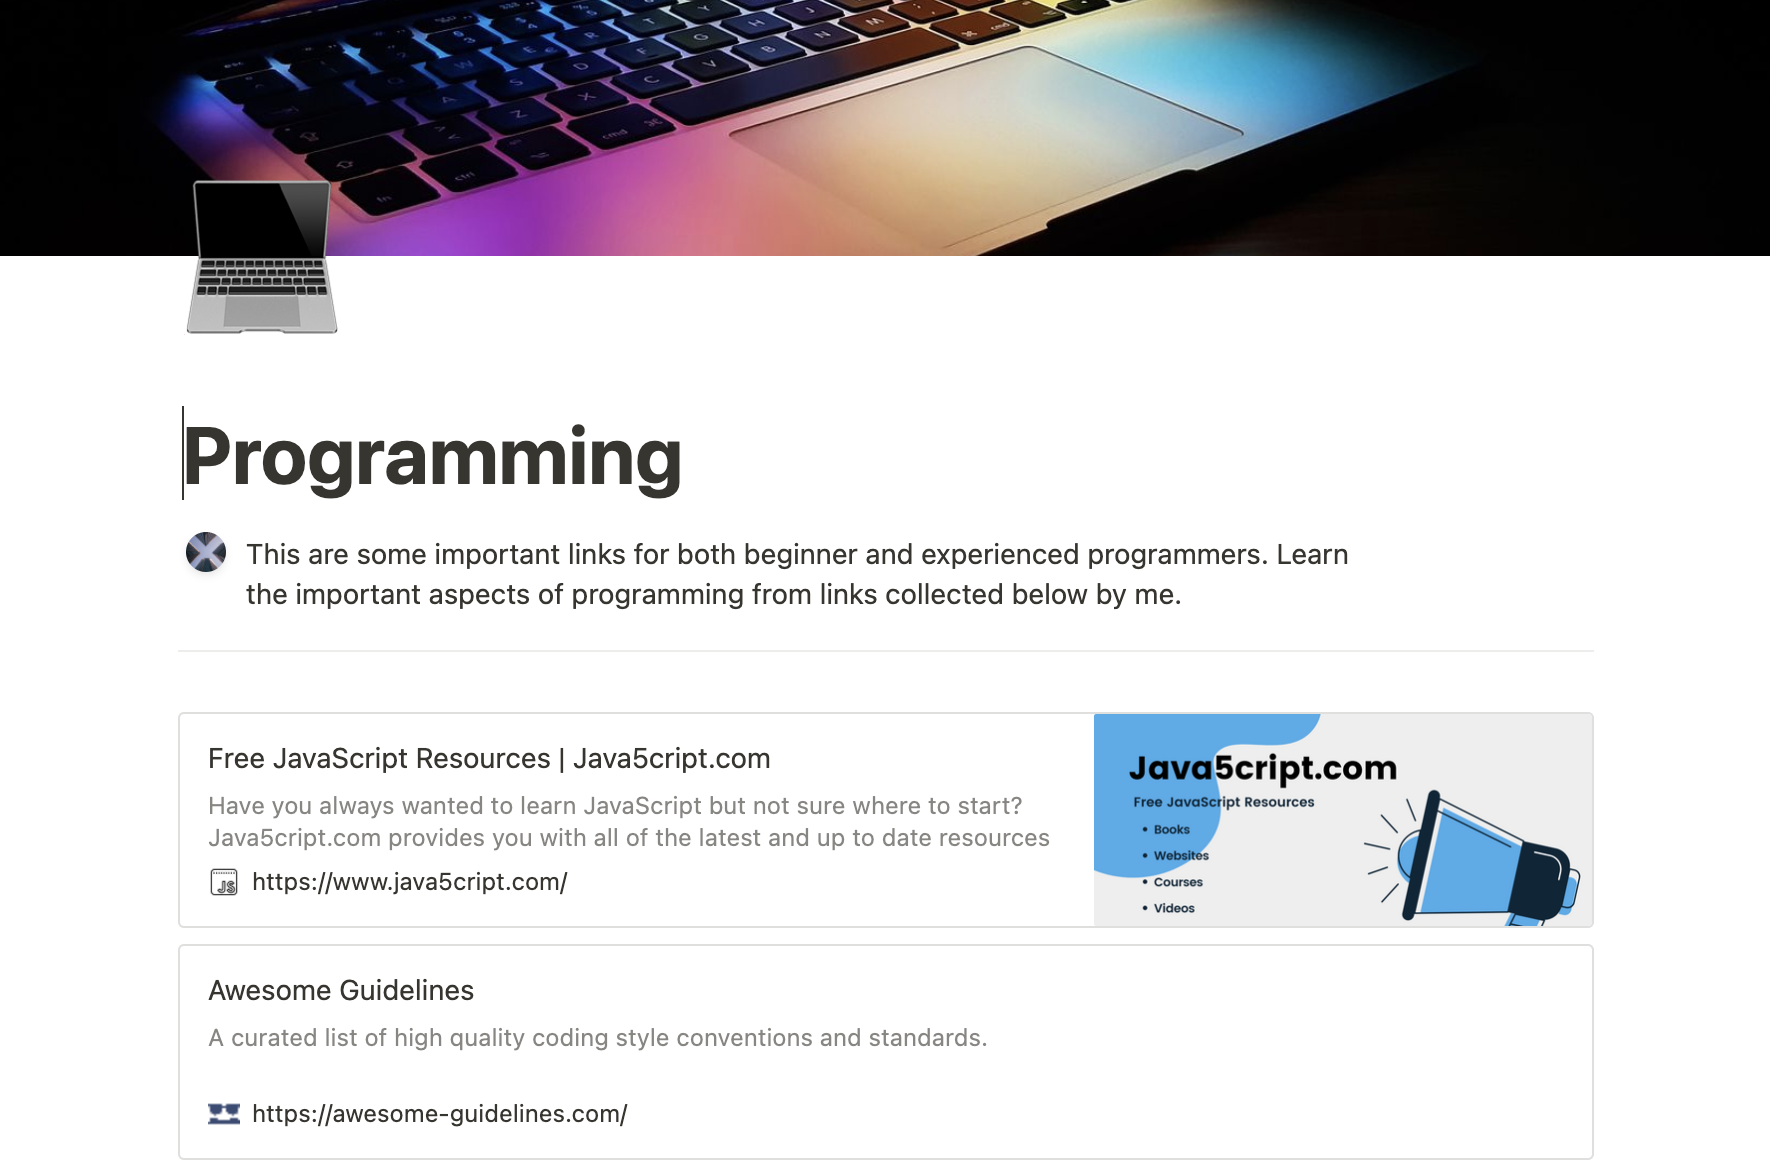 Programming
This are some important links for both beginner and experienced programmers. Learn
the important aspects of programming from links collected below by me.
Free JavaScript Resources | Java5cript.com
Have you always wanted to learn JavaScript but not sure where to start?
Java5cript.com provides you with all of the latest and up to date resources
JS https://www.java5cript.com/
Java5cript.com
Free JavaScript Resources
• Books
• Websites
• Courses
• Videos
Awesome Guidelines
A curated list of high quality coding style conventions and standards.
https://awesome-guidelines.com/